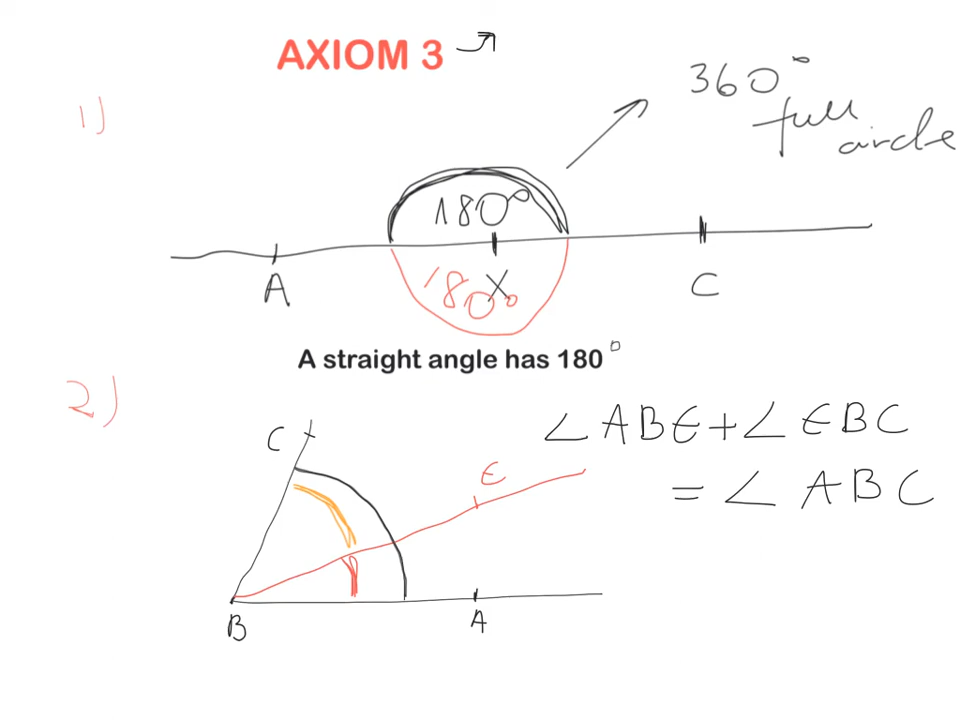 AXIOM 3
360°
full
circle
1)
180°
A
X
C
180°
A straight angle has 180°
2)
C
∠ABE+∠EBC
E
=∠ABC
B
A